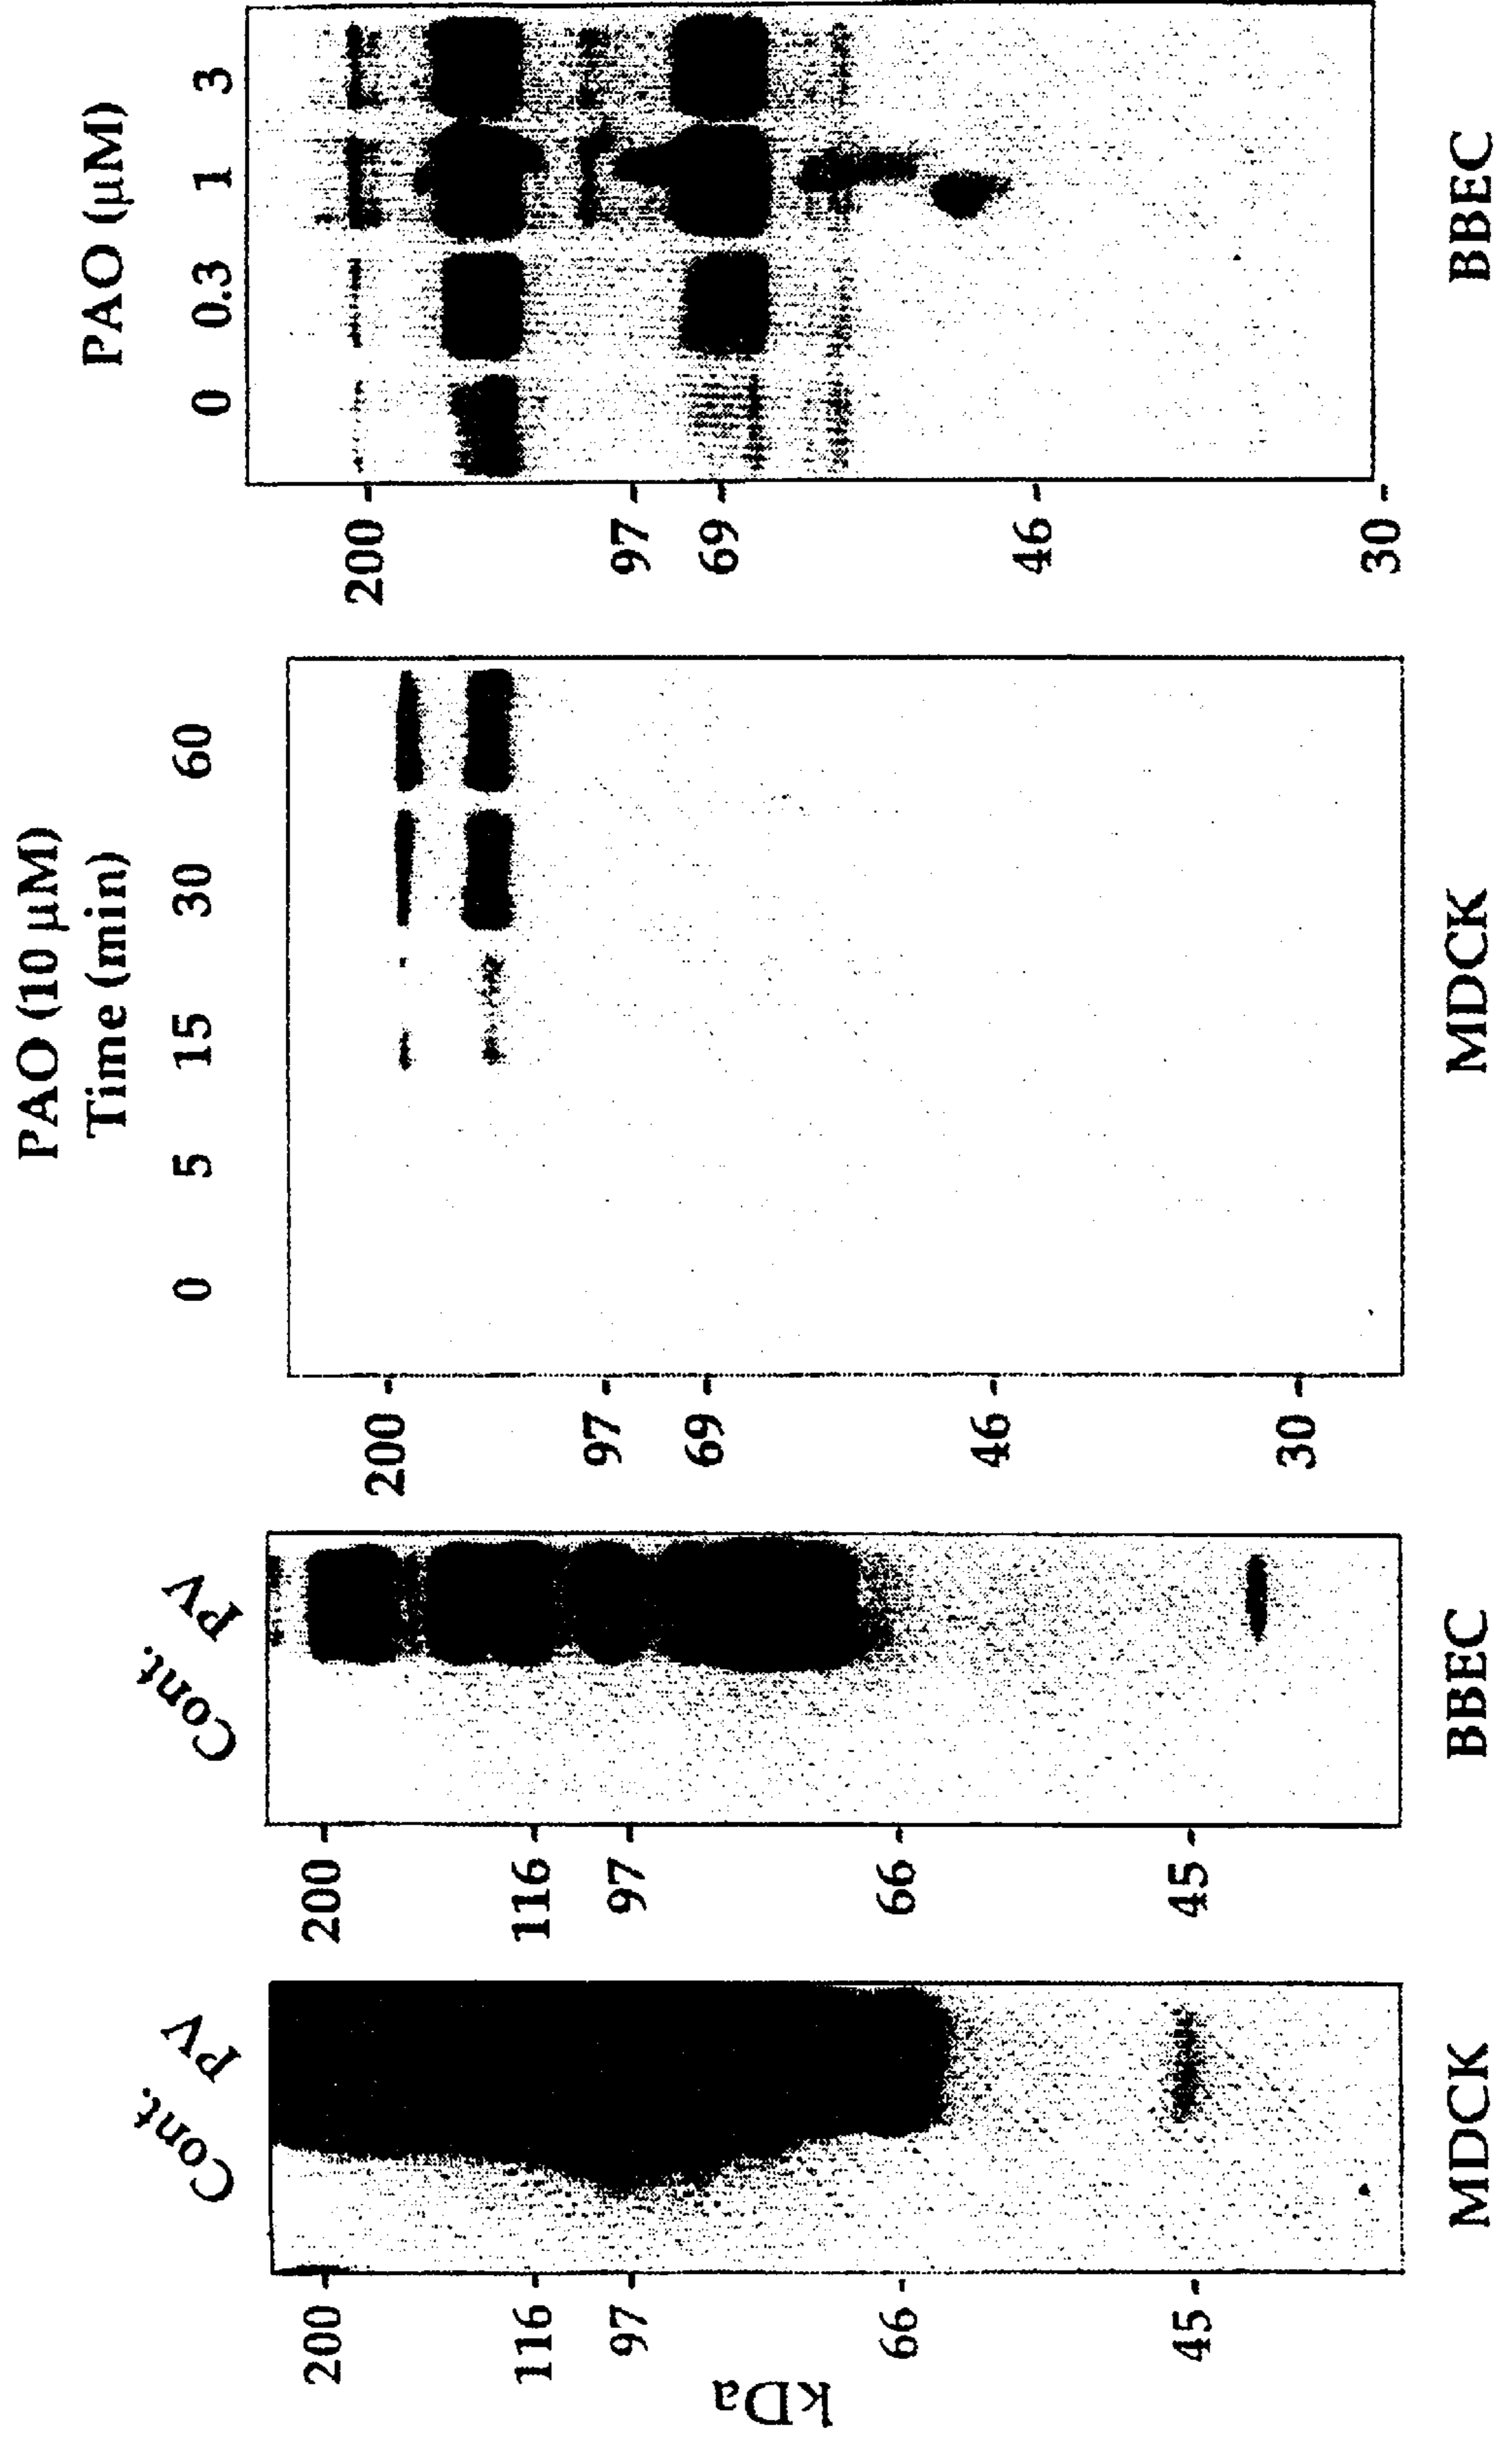 Cont. PV
kDa
200
116
97
66
45
MDCK
Cont. PV
200
116
97
66
45
BBEC
PAO (10 µM)
Time (min)
0 5 15 30 60
200
97
69
46
30
MDCK
PAO (µM)
0 0.3 1 3
200
97
69
46
30
BBEC